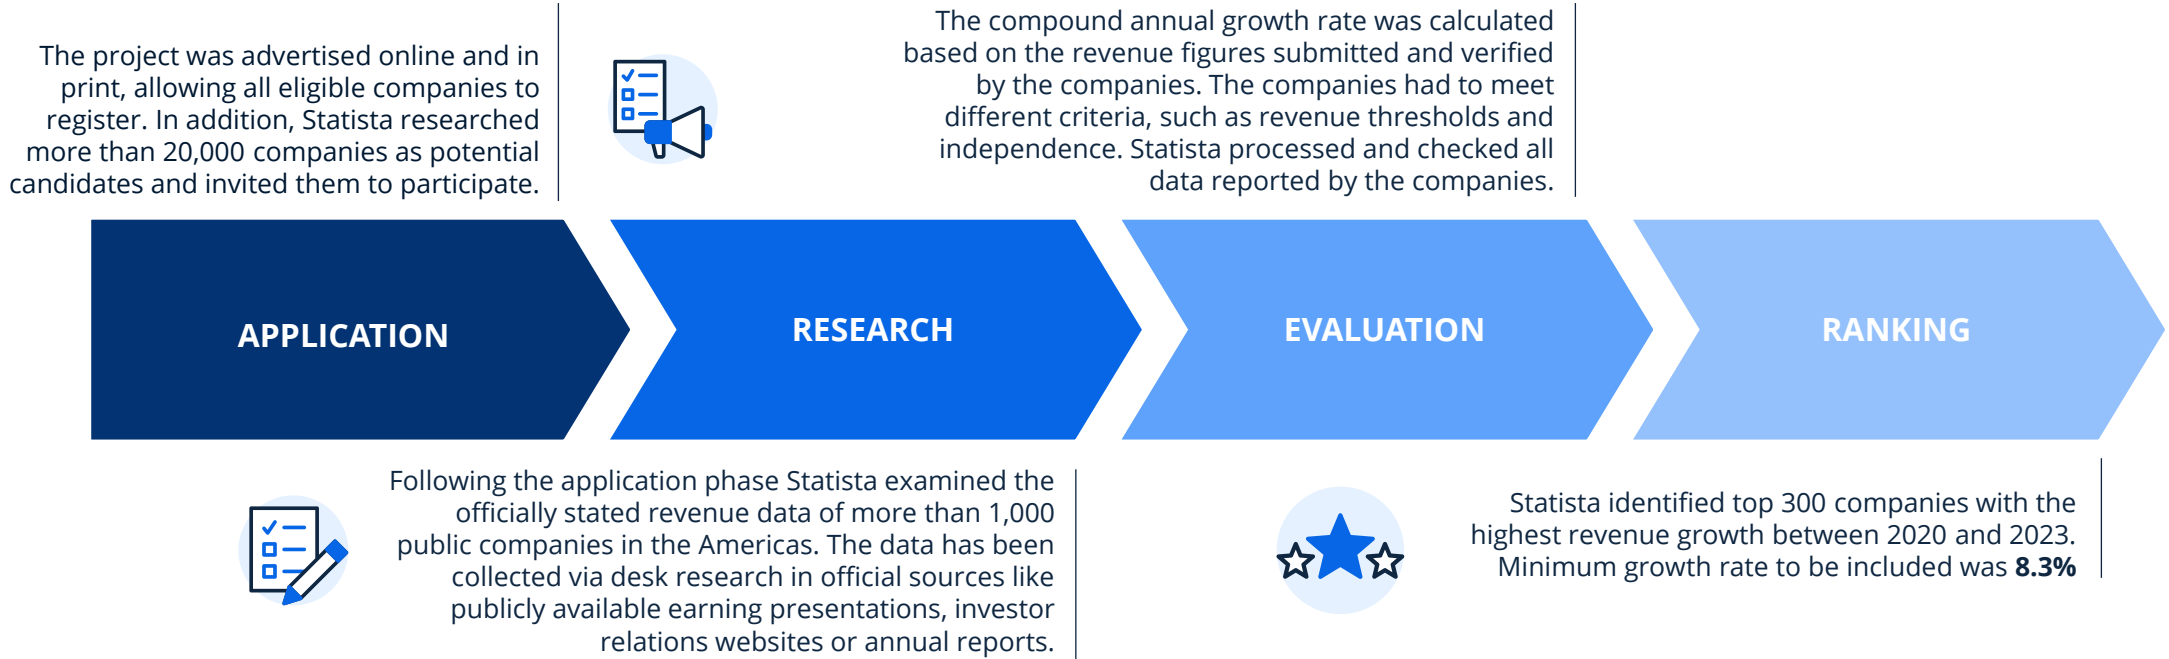 The project was advertised online and in
print, allowing all eligible companies to
register. In addition, Statista researched
more than 20,000 companies as potential
candidates and invited them to participate.
The compound annual growth rate was calculated
based on the revenue figures submitted and verified
by the companies. The companies had to meet
different criteria, such as revenue thresholds and
independence. Statista processed and checked all
data reported by the companies.
APPLICATION
RESEARCH
EVALUATION
RANKING
Following the application phase Statista examined the
officially stated revenue data of more than 1,000
public companies in the Americas. The data has been
collected via desk research in official sources like
publicly available earning presentations, investor
relations websites or annual reports.
Statista identified top 300 companies with the
highest revenue growth between 2020 and 2023.
Minimum growth rate to be included was 8.3%